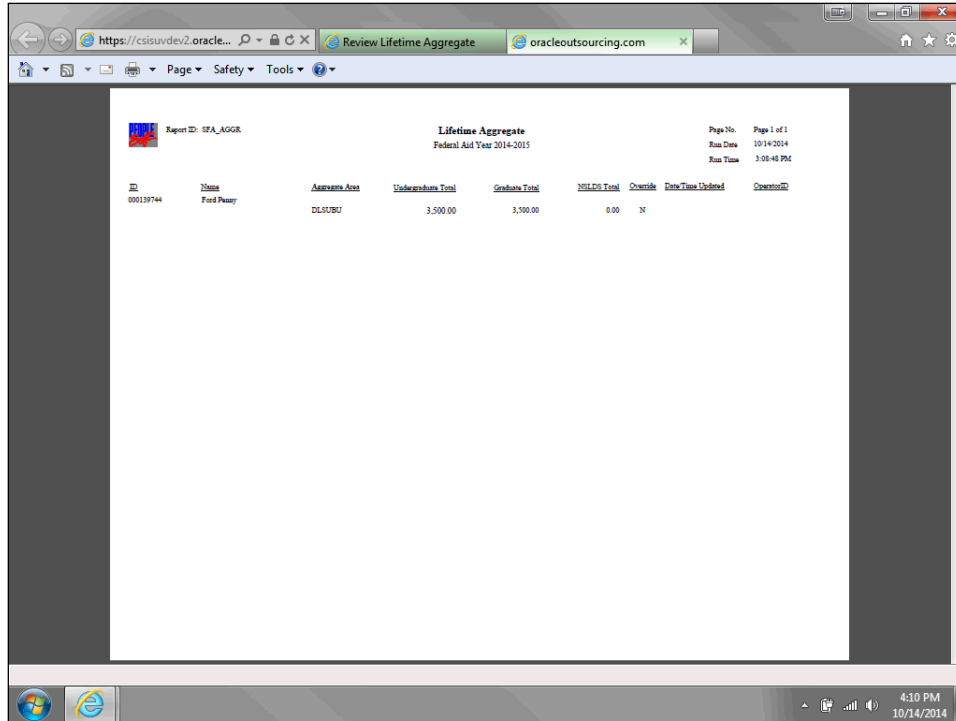 https://csisuvdev2.oracle...
Review Lifetime Aggregate
oracleoutsourcing.com
Page Safety Tools
PEOPLE
Soft
Report ID: SFA_AGGR
Lifetime Aggregate
Federal Aid Year 2014-2015
Page No. Page 1 of 1
Run Date 10/14/2014
Run Time 3:08:48 PM
ID Name Aggregate Area Undergraduate Total Graduate Total NSLDS Total Override Date/Time Updated OperatorID
000139744 Ford Penny
DLSUBU 3,500.00 3,500.00 0.00 N
4:10 PM
10/14/2014